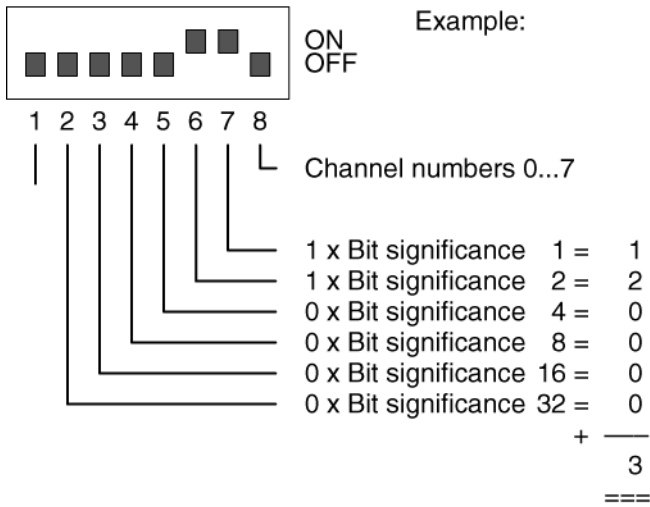 Example:
ON
OFF
1 2 3 4 5 6 7 8
Channel numbers 0...7
1 x Bit significance 1 = 1
1 x Bit significance 2 = 2
0 x Bit significance 4 = 0
0 x Bit significance 8 = 0
0 x Bit significance 16 = 0
0 x Bit significance 32 = 0
+
3
===